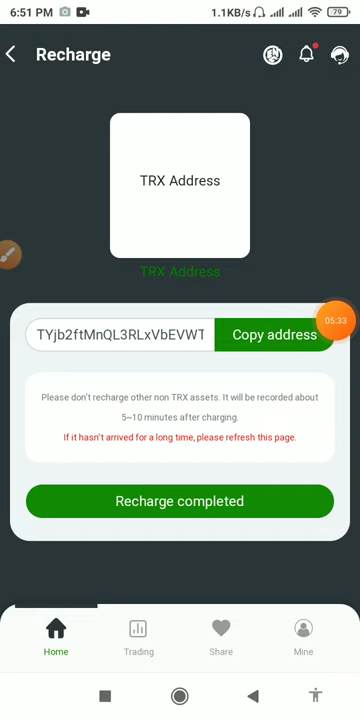 6:51 PM
1.1KB/s
79
Recharge
TRX Address
TRX Address
TYjb2ftMnQL3RLxVbEVWT
Copy address
05:33
Please don't recharge other non TRX assets. It will be recorded about
5~10 minutes after charging.
If it hasn't arrived for a long time, please refresh this page.
Recharge completed
Home
Trading
Share
Mine